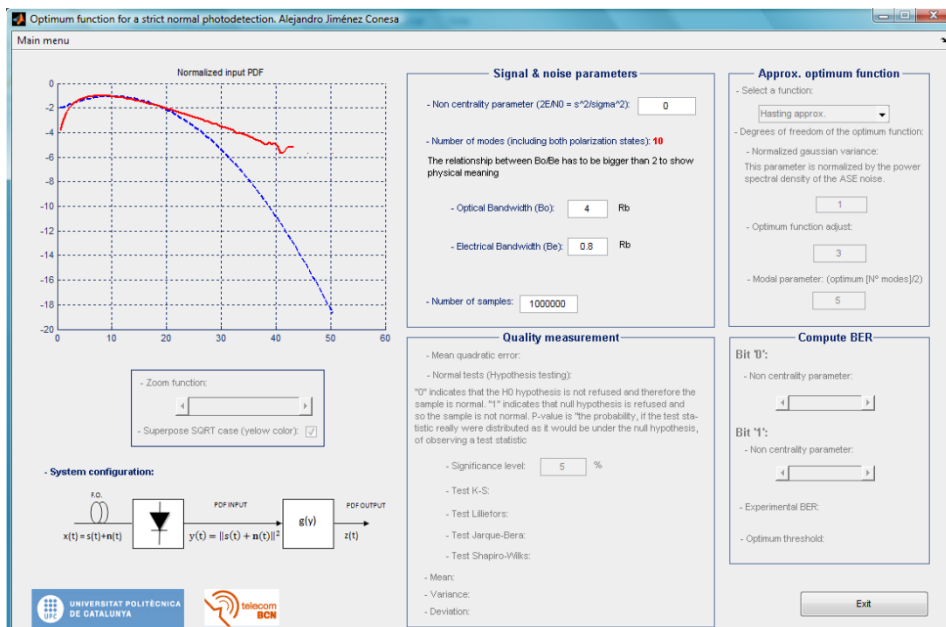 Optimum function for a strict normal photodetection. Alejandro Jiménez Conesa
Main menu
Normalized input PDF
0
-2
-4
-6
-8
-10
-12
-14
-16
-18
-20
0 10 20 30 40 50 60
- Zoom function:
- Superpose SQRT case (yelow color):
- System configuration:
F.O.
x(t) = s(t)+n(t)
PDF INPUT
y(t) = ||s(t) + n(t)||²
g(y)
PDF OUTPUT
z(t)
UPC
UNIVERSITAT POLITÈCNICA
DE CATALUNYA
telecom
BCN
Signal & noise parameters
- Non centrality parameter (2E/N0 = s^2/sigma^2): 0
- Number of modes (including both polarization states): 10
The relationship between Bo/Be has to be bigger than 2 to show
physical meaning
- Optical Bandwidth (Bo): 4 Rb
- Electrical Bandwidth (Be): 0.8 Rb
- Number of samples: 1000000
Quality measurement
- Mean quadratic error:
- Normal tests (Hypothesis testing):
"0" indicates that the H0 hypothesis is not refused and therefore the
sample is normal. "1" indicates that null hypothesis is refused and
so the sample is not normal. P-value is "the probability, if the test sta-
tistic really were distributed as it would be under the null hypothesis,
of observing a test statistic
- Significance level: 5 %
- Test K-S:
- Test Lilliefors:
- Test Jarque-Bera:
- Test Shapiro-Wilks:
- Mean:
- Variance:
- Deviation:
Approx. optimum function
- Select a function:
Hasting approx.
- Degrees of freedom of the optimum function:
- Normalized gaussian variance:
This parameter is normalized by the power
spectral density of the ASE noise.
1
- Optimum function adjust:
3
- Modal parameter: (optimum [Nº modes]/2)
5
Compute BER
Bit '0':
- Non centrality parameter:
Bit '1':
- Non centrality parameter:
- Experimental BER:
- Optimum threshold:
Exit